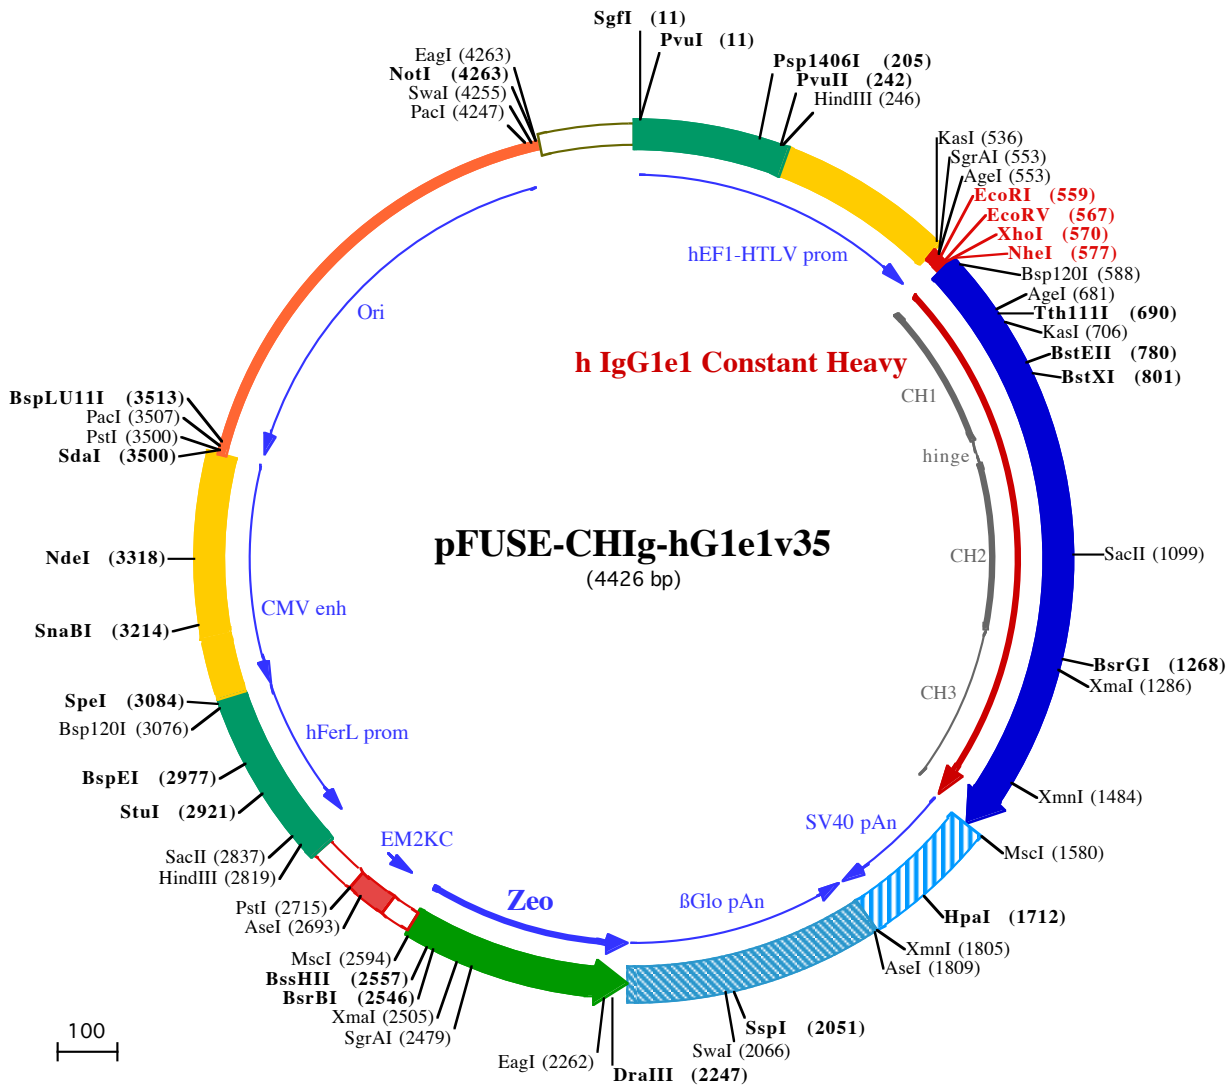 SgfI (11)
PvuI (11)
EagI (4263)
NotI (4263)
SwaI (4255)
PacI (4247)
Psp1406I (205)
PvuII (242)
HindIII (246)
KasI (536)
SgrAI (553)
AgeI (553)
EcoRI (559)
EcoRV (567)
XhoI (570)
NheI (577)
Bsp120I (588)
AgeI (681)
Tth111I (690)
KasI (706)
BstEII (780)
BstXI (801)
hEF1-HTLV prom
Ori
h IgG1e1 Constant Heavy
CH1
hinge
BspLU11I (3513)
PacI (3507)
PstI (3500)
SdaI (3500)
pFUSE-CHIg-hG1e1v35
(4426 bp)
CH2
SacII (1099)
NdeI (3318)
CMV enh
SnaBI (3214)
BsrGI (1268)
XmaI (1286)
CH3
SpeI (3084)
Bsp120I (3076)
hFerL prom
BspEI (2977)
StuI (2921)
XmnI (1484)
SV40 pAn
EM2KC
MscI (1580)
SacII (2837)
HindIII (2819)
Zeo
ßGlo pAn
PstI (2715)
AseI (2693)
HpaI (1712)
XmnI (1805)
AseI (1809)
MscI (2594)
BssHII (2557)
BsrBI (2546)
XmaI (2505)
SgrAI (2479)
SspI (2051)
SwaI (2066)
EagI (2262)
DraIII (2247)
100